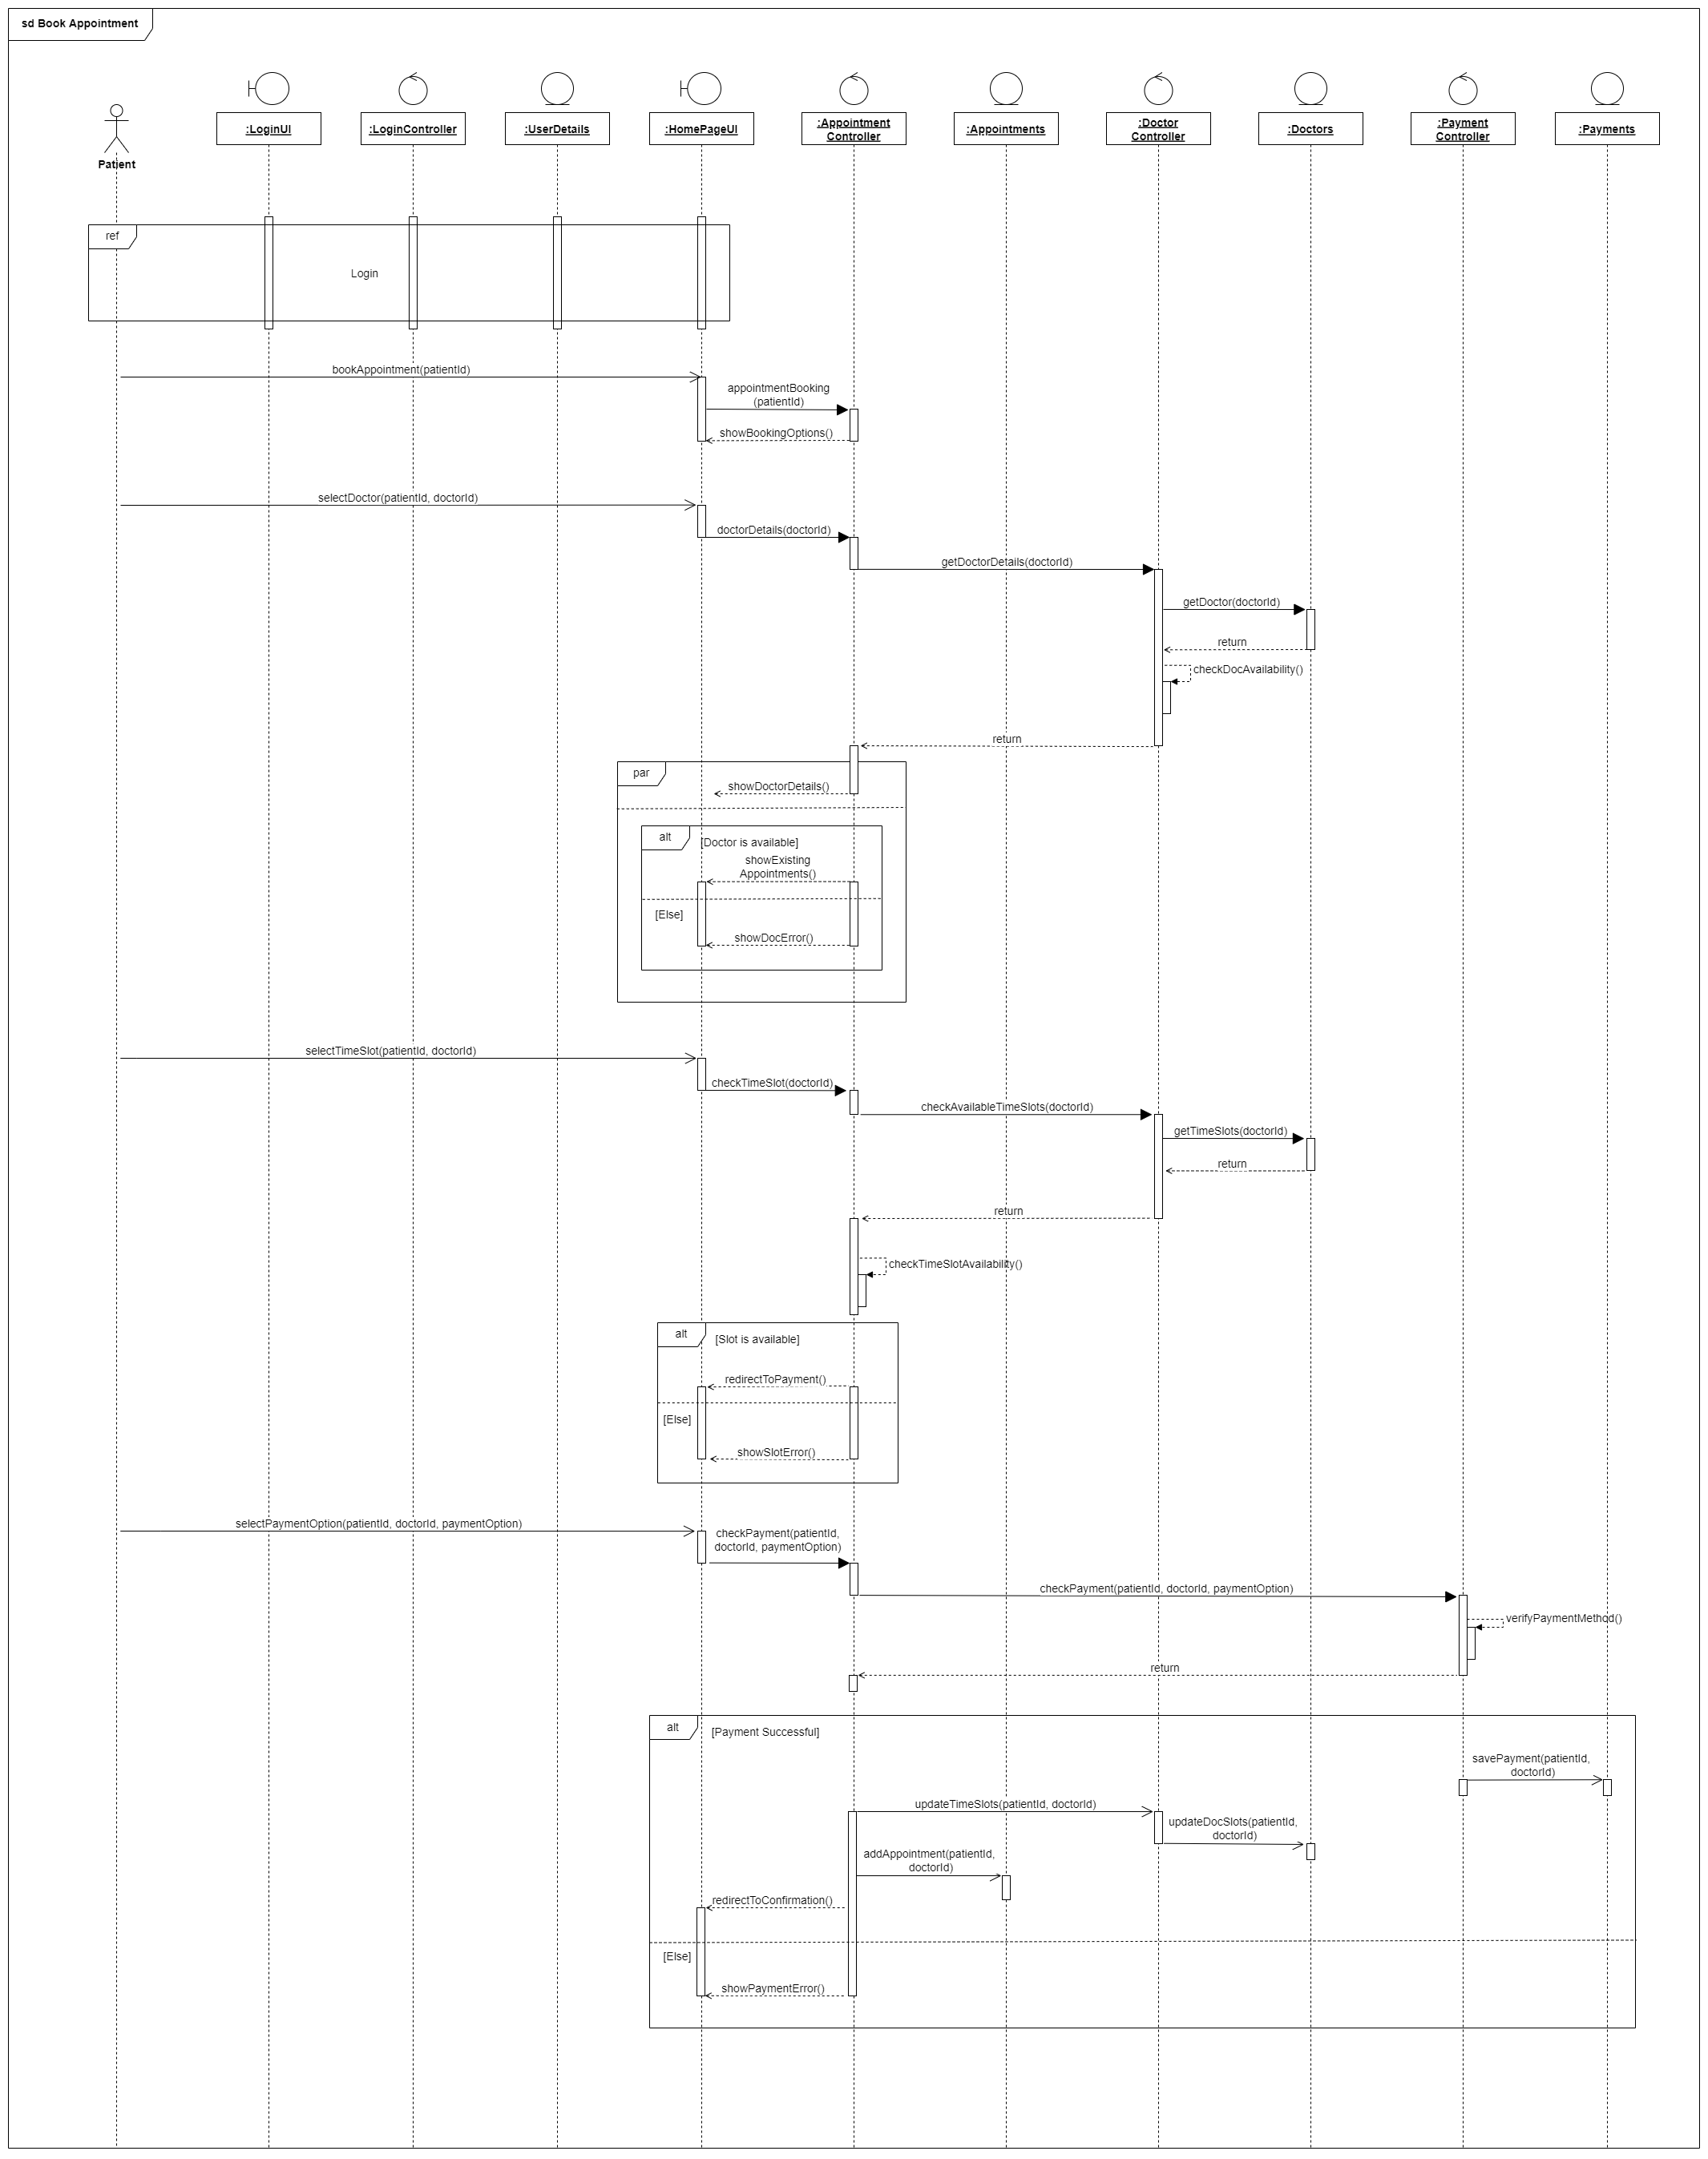 sd Book Appointment
Patient
:LoginUI
:LoginController
:UserDetails
:HomePageUI
:Appointment
Controller
:Appointments
:Doctor
Controller
:Doctors
:Payment
Controller
:Payments
ref
Login
bookAppointment(patientId)
appointmentBooking
(patientId)
showBookingOptions()
selectDoctor(patientId, doctorId)
doctorDetails(doctorId)
getDoctorDetails(doctorId)
getDoctor(doctorId)
return
checkDocAvailability()
return
par
showDoctorDetails()
alt
[Doctor is available]
showExisting
Appointments()
[Else]
showDocError()
selectTimeSlot(patientId, doctorId)
checkTimeSlot(doctorId)
checkAvailableTimeSlots(doctorId)
getTimeSlots(doctorId)
return
return
checkTimeSlotAvailability()
alt
[Slot is available]
redirectToPayment()
[Else]
showSlotError()
selectPaymentOption(patientId, doctorId, paymentOption)
checkPayment(patientId,
doctorId, paymentOption)
checkPayment(patientId, doctorId, paymentOption)
verifyPaymentMethod()
return
alt
[Payment Successful]
savePayment(patientId,
doctorId)
updateTimeSlots(patientId, doctorId)
updateDocSlots(patientId,
doctorId)
addAppointment(patientId,
doctorId)
redirectToConfirmation()
[Else]
showPaymentError()